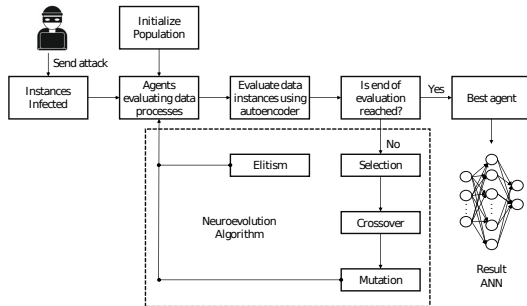 Initialize
Population
Send attack
Instances
Infected
Agents
evaluating data
processes
Evaluate data
instances using
autoencoder
Is end of
evaluation
reached?
Yes
Best agent
No
Elitism
Selection
Neuroevolution
Algorithm
Crossover
Mutation
Result
ANN